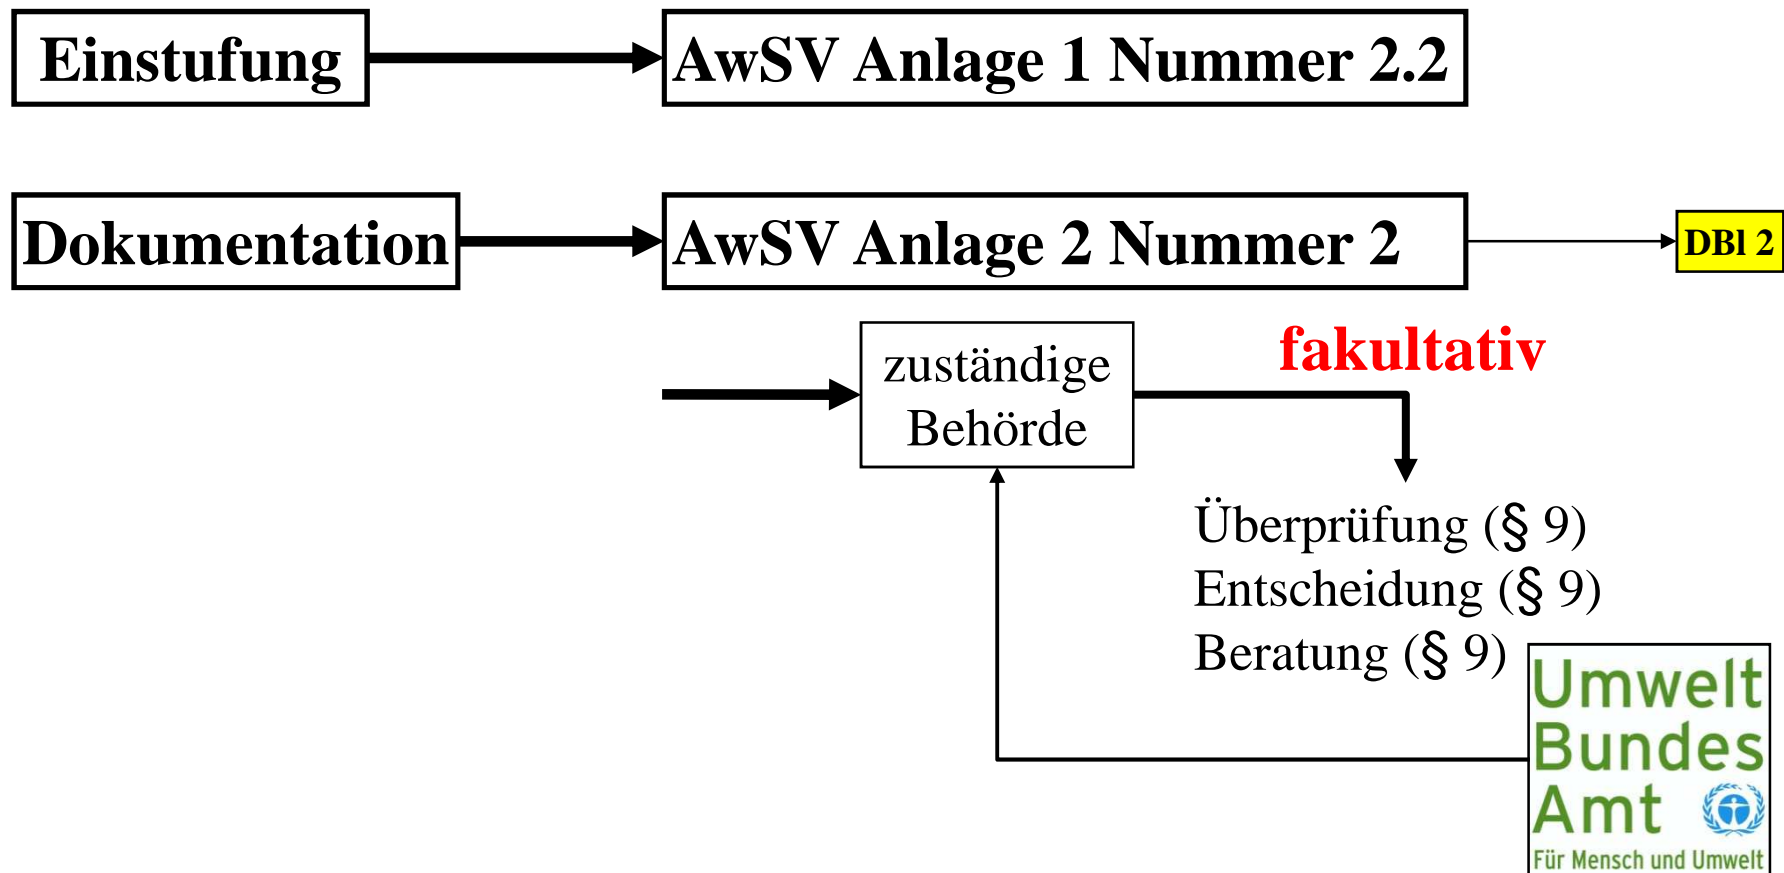 Einstufung
AwSV Anlage 1 Nummer 2.2
Dokumentation
AwSV Anlage 2 Nummer 2
DBl 2
zuständige
Behörde
fakultativ
Überprüfung (§ 9)
Entscheidung (§ 9)
Beratung (§ 9)
Umwelt
Bundes
Amt
Für Mensch und Umwelt